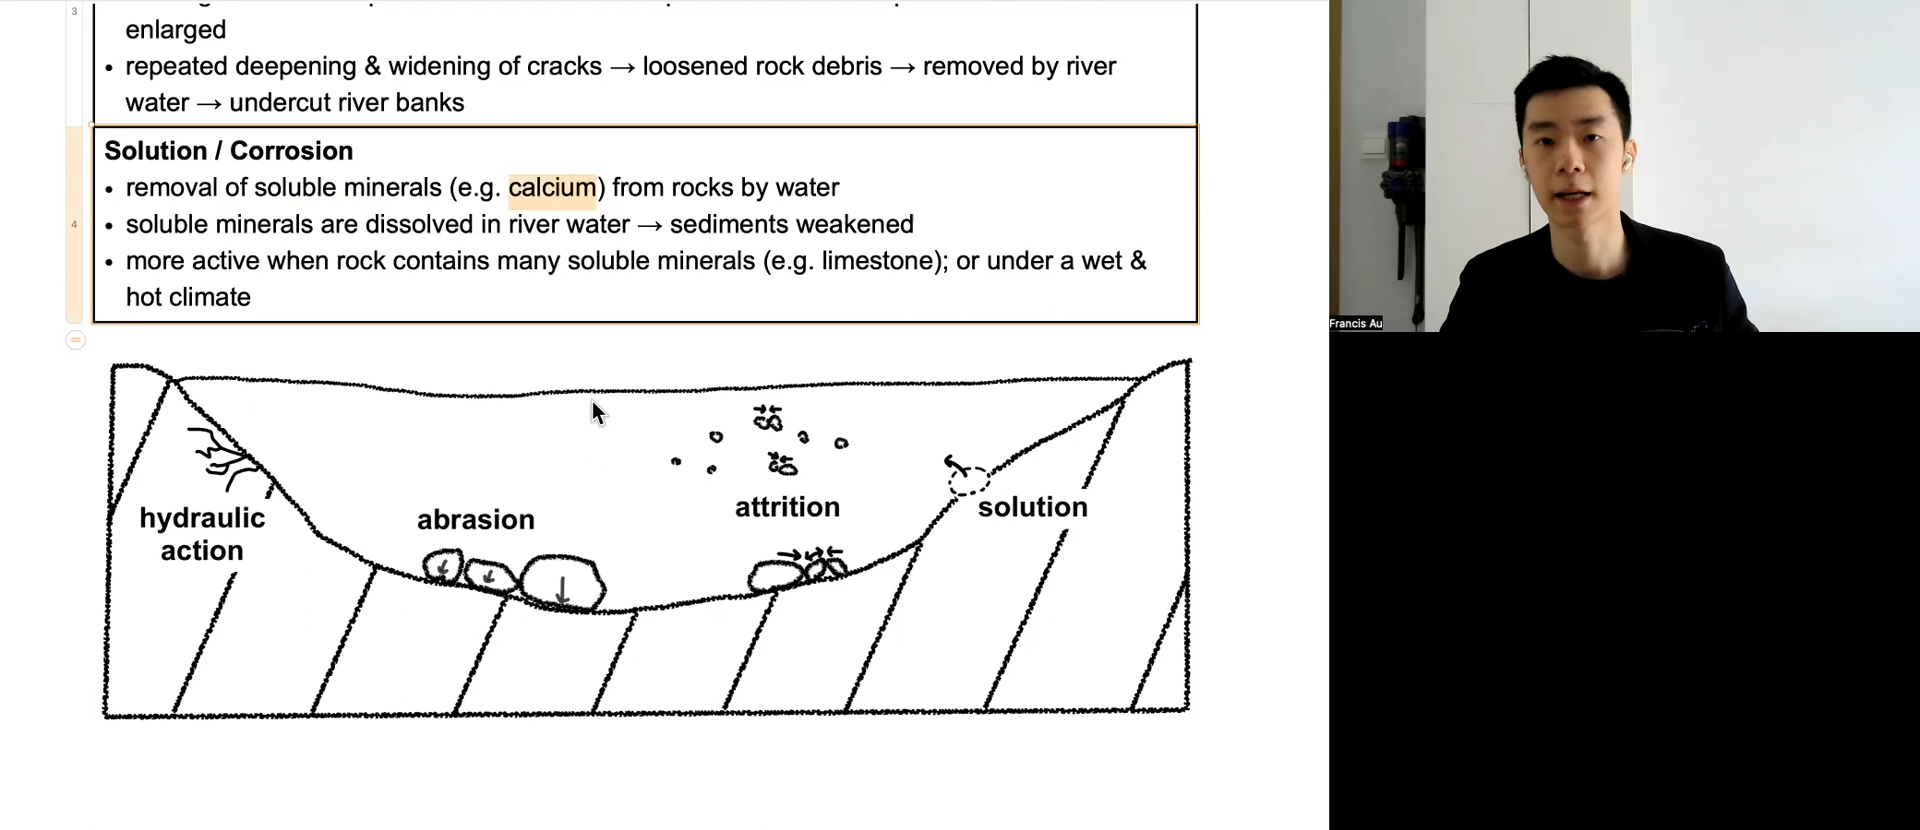 3
enlarged
• repeated deepening & widening of cracks → loosened rock debris → removed by river
water → undercut river banks
Solution / Corrosion
• removal of soluble minerals (e.g. calcium) from rocks by water
4
• soluble minerals are dissolved in river water → sediments weakened
• more active when rock contains many soluble minerals (e.g. limestone); or under a wet &
hot climate
hydraulic
action
abrasion
attrition
solution
Francis Au